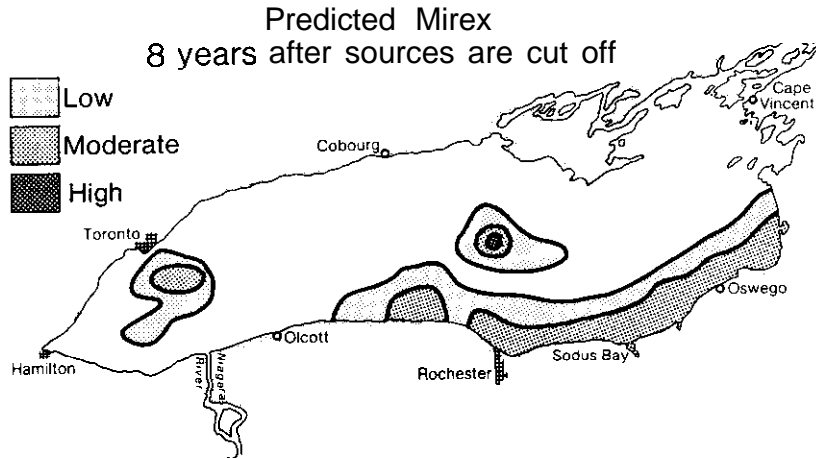 Predicted Mirex
8 years after sources are cut off
Low
Moderate
High
Cape
Vincent
Cobourg
Toronto
Oswego
Olcott
Sodus Bay
Hamilton
Rochester
Niagara
River